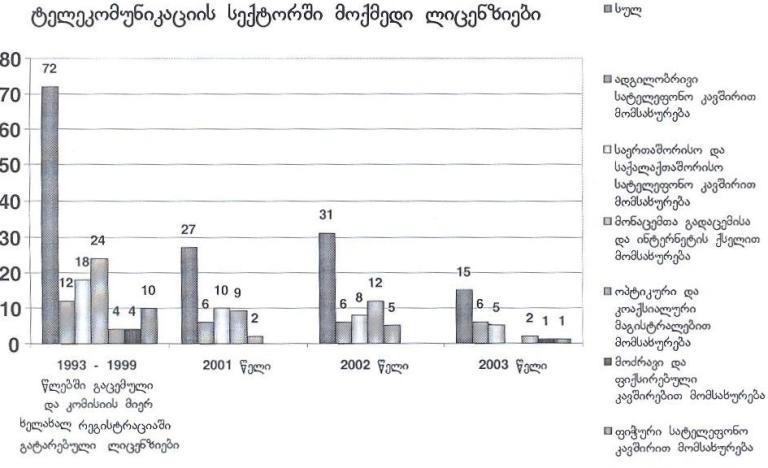 ტელეკომუნიკაციის სექტორში მოქმედი ლიცენზიები
80
70
60
50
40
30
20
10
0
72
12
18
24
4
4
10
27
6
10
9
2
31
6
8
12
5
15
6
5
2
1
1
1993 - 1999
წლებში გაცემული
და კომისიის მიერ
ხელახალ რეგისტრაციაში
გატარებული ლიცენზიები
2001 წელი
2002 წელი
2003 წელი
სულ
ადგილობრივი
სატელეფონო კავშირით
მომსახურება
საერთაშორისო და
საქალაქთაშორისო
სატელეფონო კავშირით
მომსახურება
მონაცემთა გადაცემისა
და ინტერნეტის ქსელით
მომსახურება
ოპტიკური და
კოაქსიალური
მაგისტრალებით
მომსახურება
მოძრავი და
ფიქსირებული
კავშირებით მომსახურება
ფიჭური სატელეფონო
კავშირით მომსახურება